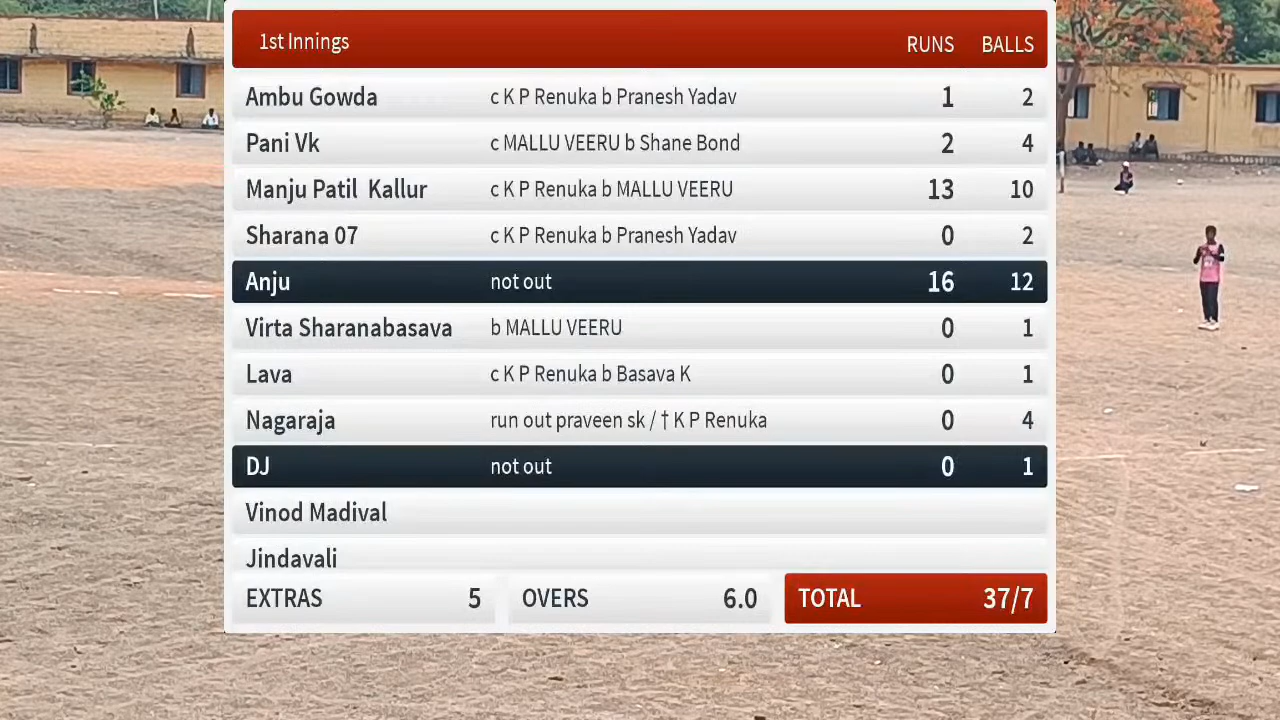 1st Innings RUNS BALLS
Ambu Gowda c K P Renuka b Pranesh Yadav 1 2
Pani Vk c MALLU VEERU b Shane Bond 2 4
Manju Patil Kallur c K P Renuka b MALLU VEERU 13 10
Sharana 07 c K P Renuka b Pranesh Yadav 0 2
Anju not out 16 12
Virta Sharanabasava b MALLU VEERU 0 1
Lava c K P Renuka b Basava K 0 1
Nagaraja run out praveen sk / † K P Renuka 0 4
DJ not out 0 1
Vinod Madival
Jindavali
EXTRAS 5 OVERS 6.0 TOTAL 37/7